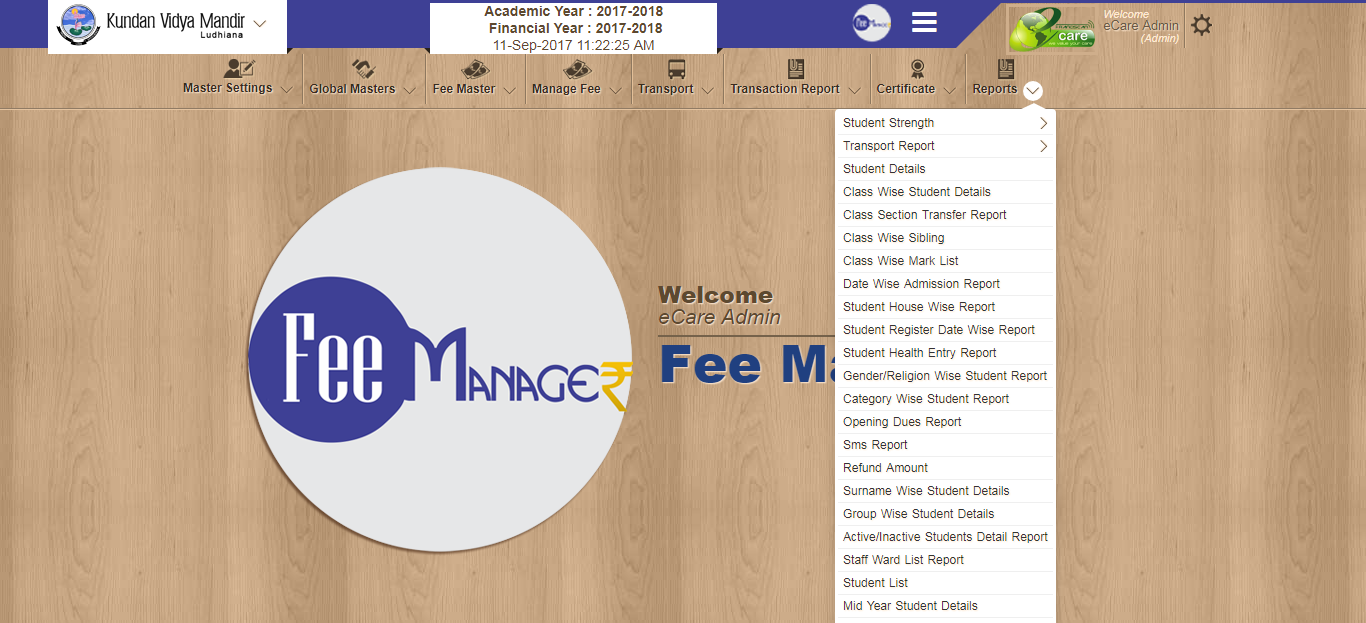 Kundan Vidya Mandir
Ludhiana
Academic Year : 2017-2018
Financial Year : 2017-2018
11-Sep-2017 11:22:25 AM
Fee Manager
care
Welcome
eCare Admin
(Admin)
Master Settings
Global Masters
Fee Master
Manage Fee
Transport
Transaction Report
Certificate
Reports
Student Strength
Transport Report
Student Details
Class Wise Student Details
Class Section Transfer Report
Class Wise Sibling
Class Wise Mark List
Date Wise Admission Report
Student House Wise Report
Student Register Date Wise Report
Student Health Entry Report
Gender/Religion Wise Student Report
Category Wise Student Report
Opening Dues Report
Sms Report
Refund Amount
Surname Wise Student Details
Group Wise Student Details
Active/Inactive Students Detail Report
Staff Ward List Report
Student List
Mid Year Student Details
Fee MANAGE₹
Welcome
eCare Admin
Fee Ma